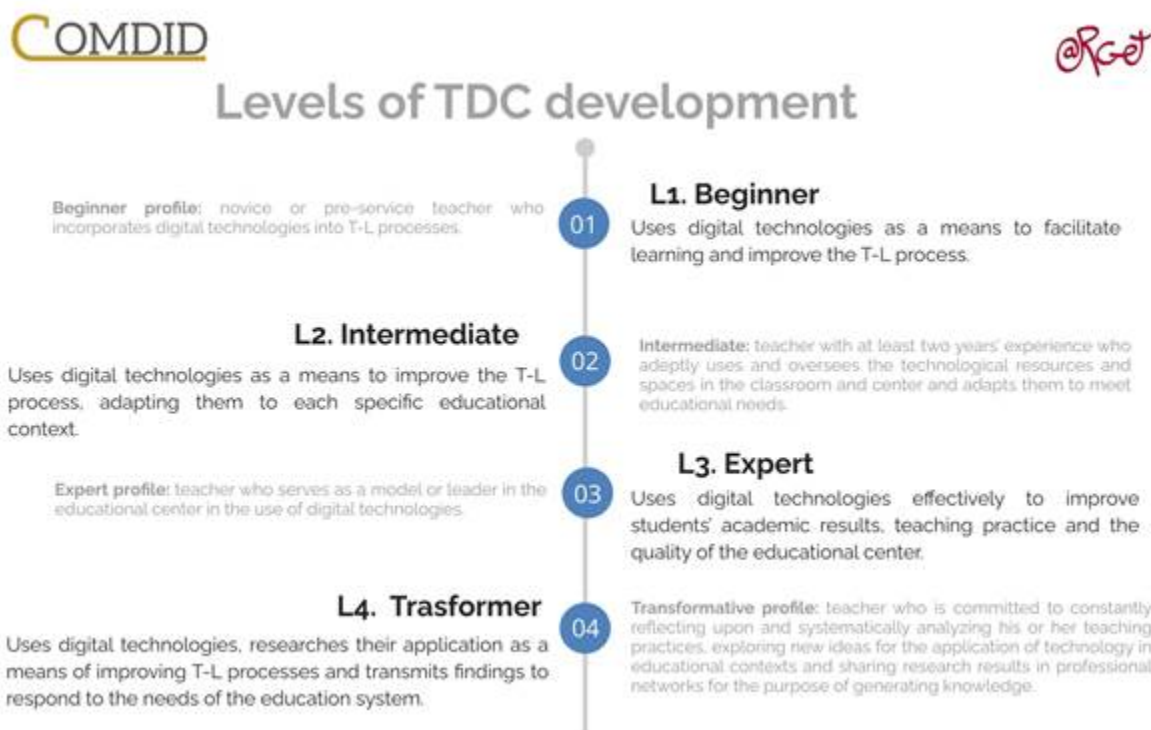 COMDID
@RGet
Levels of TDC development
Beginner profile: novice or pre-service teacher who
incorporates digital technologies into T-L processes.
01
L1. Beginner
Uses digital technologies as a means to facilitate
learning and improve the T-L process.
L2. Intermediate
Uses digital technologies as a means to improve the T-L
process, adapting them to each specific educational
context.
02
Intermediate: teacher with at least two years' experience who
adeptly uses and oversees the technological resources and
spaces in the classroom and center and adapts them to meet
educational needs.
Expert profile: teacher who serves as a model or leader in the
educational center in the use of digital technologies.
03
L3. Expert
Uses digital technologies effectively to improve
students' academic results, teaching practice and the
quality of the educational center.
L4. Trasformer
Uses digital technologies, researches their application as a
means of improving T-L processes and transmits findings to
respond to the needs of the education system.
04
Transformative profile: teacher who is committed to constantly
reflecting upon and systematically analyzing his or her teaching
practices, exploring new ideas for the application of technology in
educational contexts and sharing research results in professional
networks for the purpose of generating knowledge.